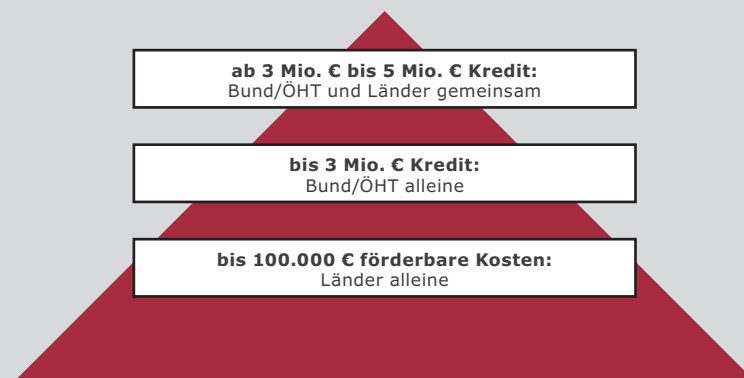 ab 3 Mio. € bis 5 Mio. € Kredit:
Bund/ÖHT und Länder gemeinsam
bis 3 Mio. € Kredit:
Bund/ÖHT alleine
bis 100.000 € förderbare Kosten:
Länder alleine